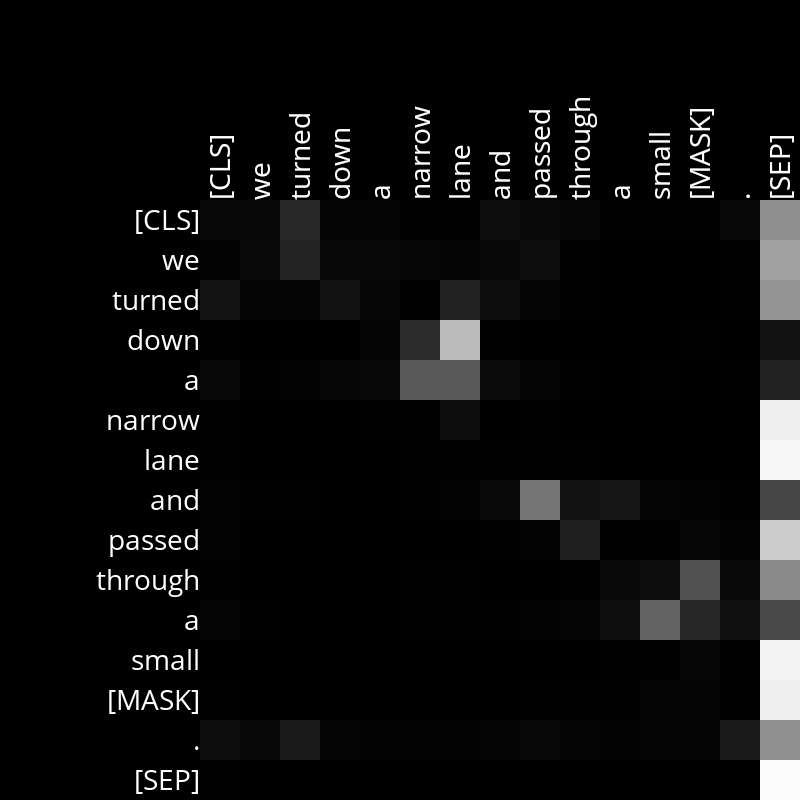 [CLS] we turned down a narrow lane and passed through a small [MASK] . [SEP]
[CLS]
we
turned
down
a
narrow
lane
and
passed
through
a
small
[MASK]
.
[SEP]